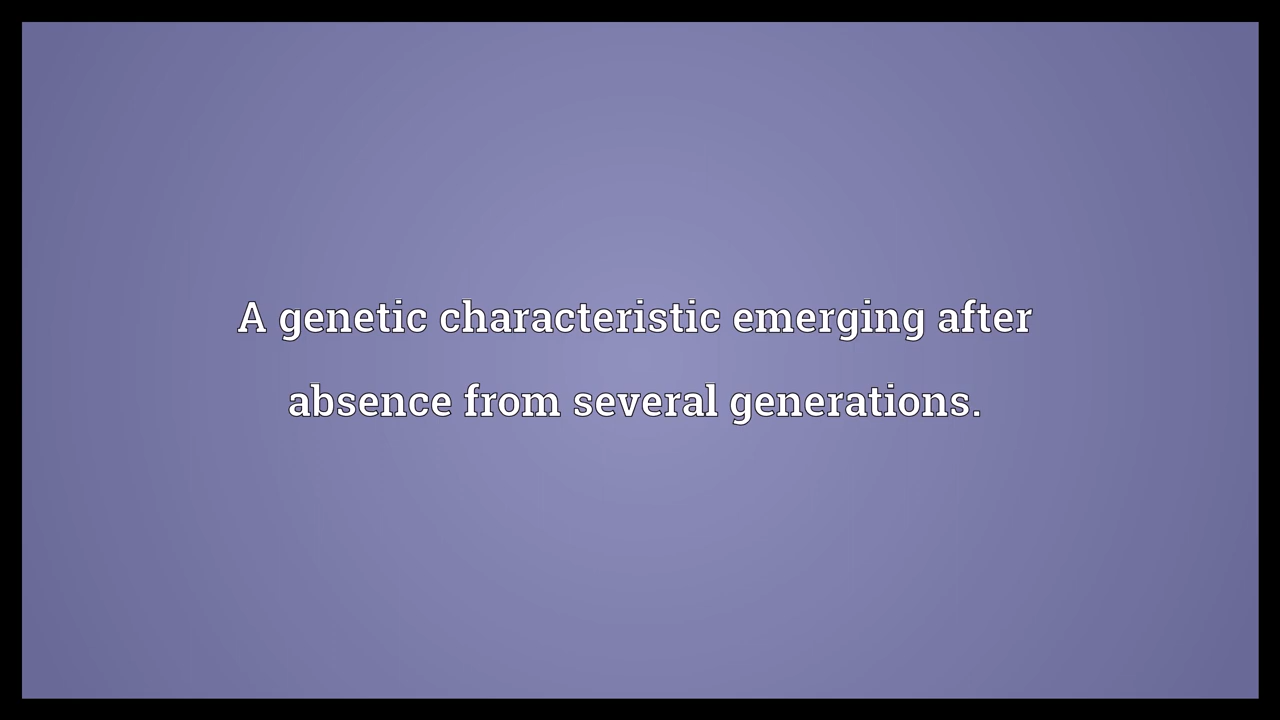 A genetic characteristic emerging after
absence from several generations.